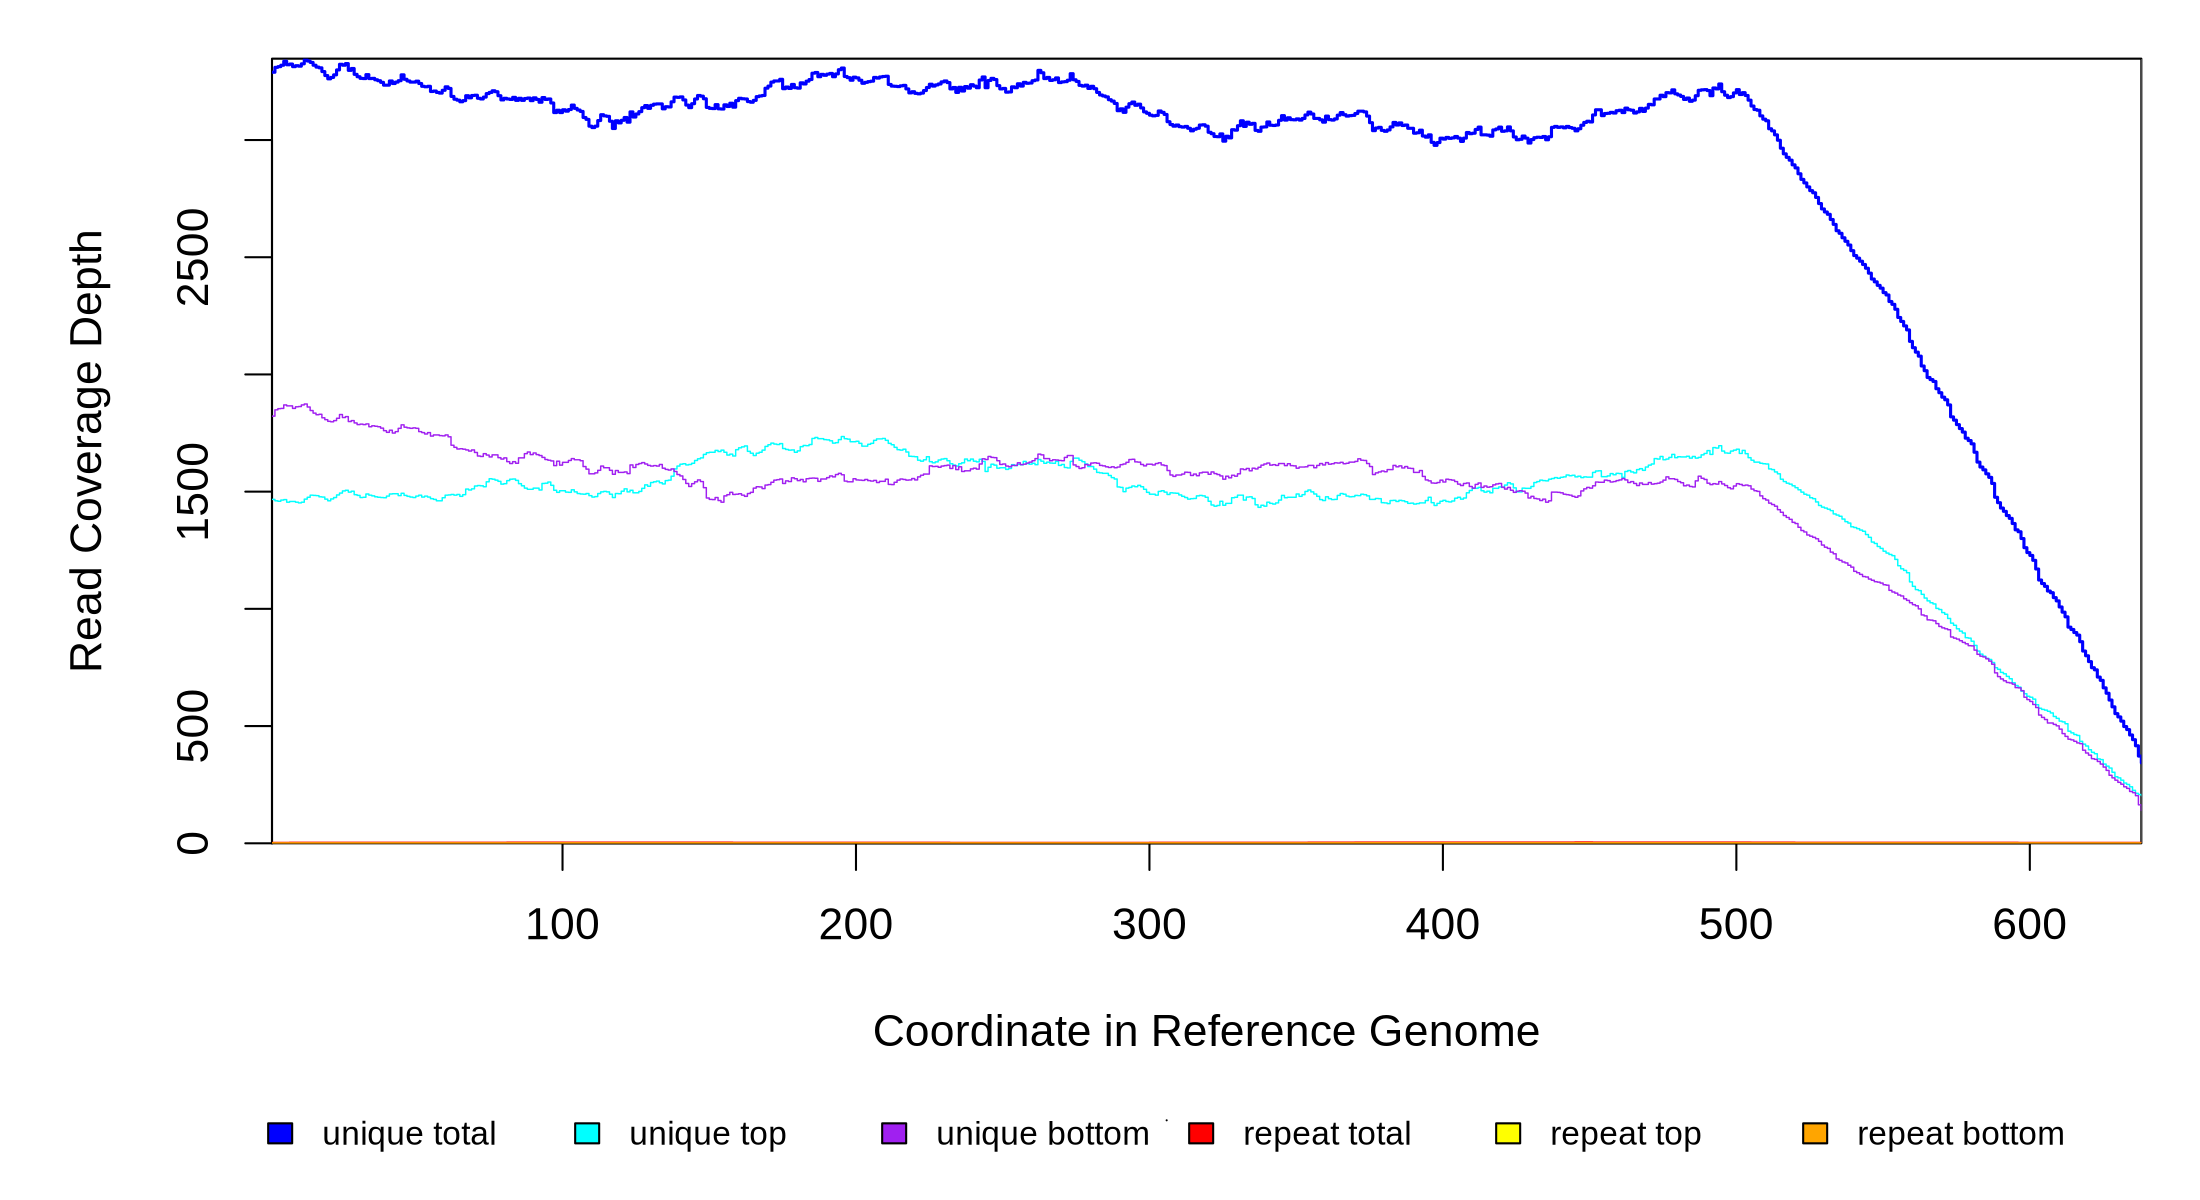 Read Coverage Depth
2500
1500
500
0
100 200 300 400 500 600
Coordinate in Reference Genome
unique total unique top unique bottom repeat total repeat top repeat bottom